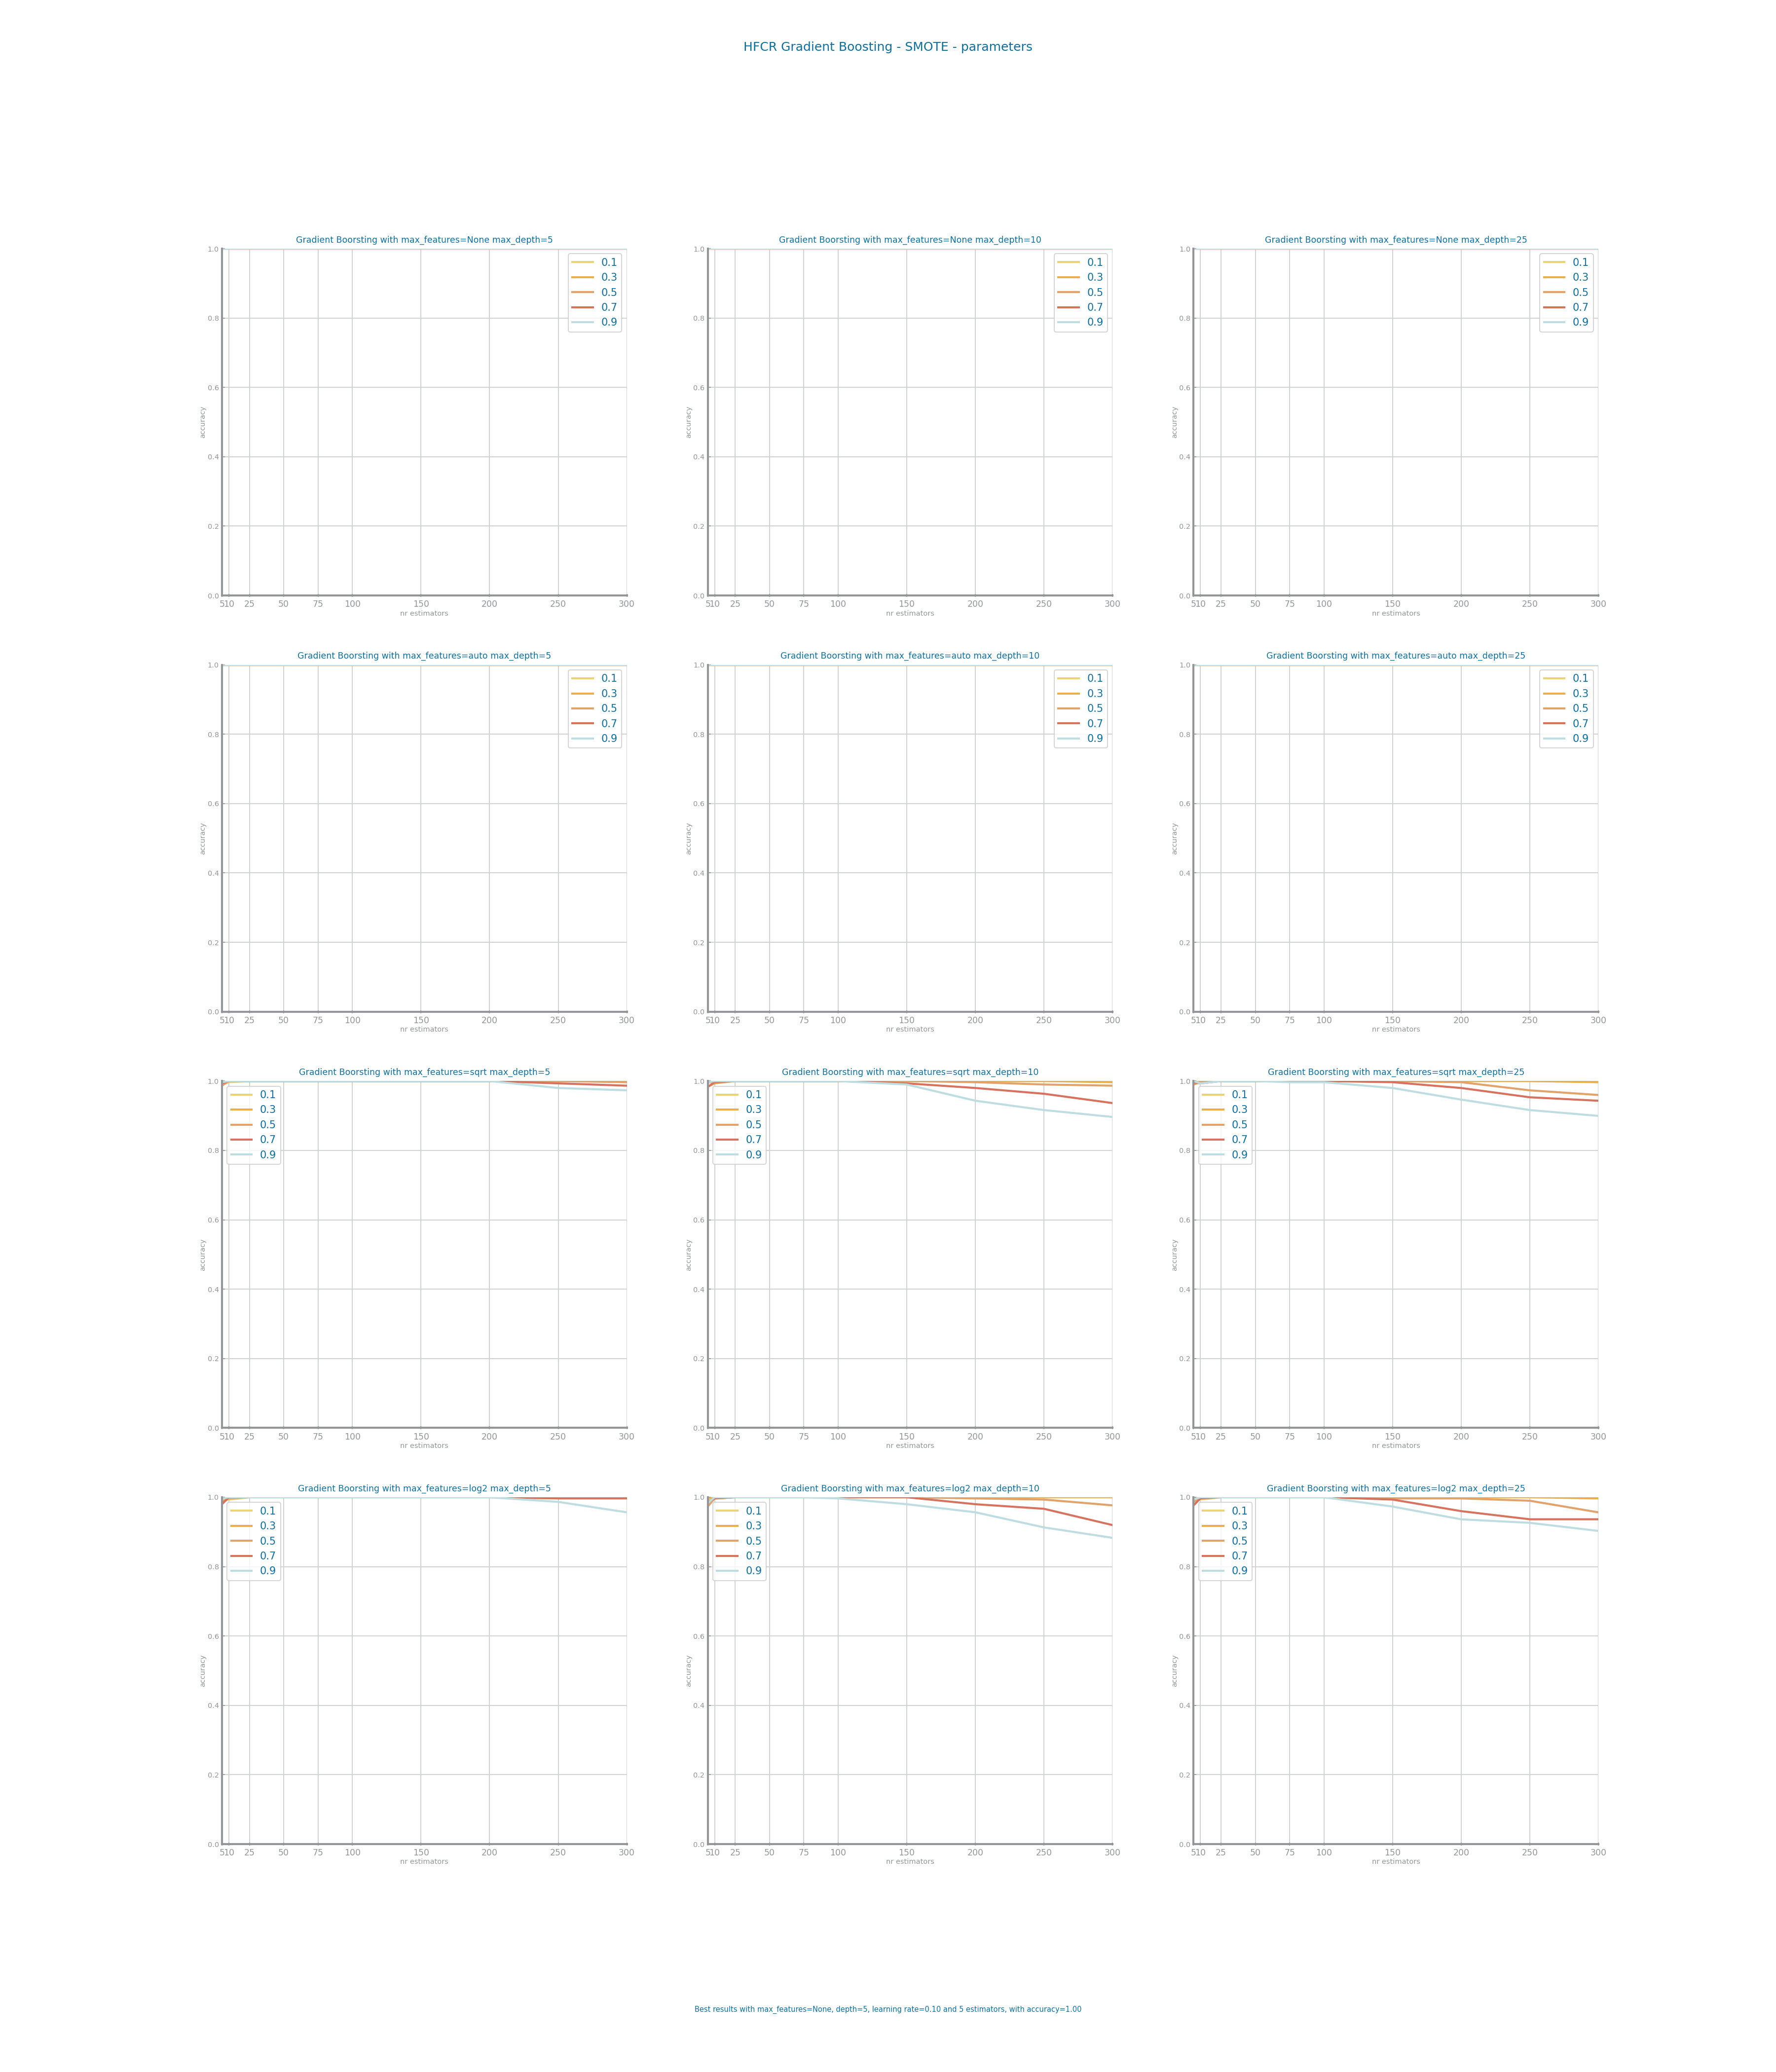 HFCR Gradient Boosting - SMOTE - parameters
Gradient Boorsting with max_features=None max_depth=5
1.0
0.8
0.6
0.4
0.2
0.0
accuracy
0.1
0.3
0.5
0.7
0.9
5 10 25 50 75 100 150 200 250 300
nr estimators
Gradient Boorsting with max_features=None max_depth=10
1.0
0.8
0.6
0.4
0.2
0.0
accuracy
0.1
0.3
0.5
0.7
0.9
5 10 25 50 75 100 150 200 250 300
nr estimators
Gradient Boorsting with max_features=None max_depth=25
1.0
0.8
0.6
0.4
0.2
0.0
accuracy
0.1
0.3
0.5
0.7
0.9
5 10 25 50 75 100 150 200 250 300
nr estimators
Gradient Boorsting with max_features=auto max_depth=5
1.0
0.8
0.6
0.4
0.2
0.0
accuracy
0.1
0.3
0.5
0.7
0.9
5 10 25 50 75 100 150 200 250 300
nr estimators
Gradient Boorsting with max_features=auto max_depth=10
1.0
0.8
0.6
0.4
0.2
0.0
accuracy
0.1
0.3
0.5
0.7
0.9
5 10 25 50 75 100 150 200 250 300
nr estimators
Gradient Boorsting with max_features=auto max_depth=25
1.0
0.8
0.6
0.4
0.2
0.0
accuracy
0.1
0.3
0.5
0.7
0.9
5 10 25 50 75 100 150 200 250 300
nr estimators
Gradient Boorsting with max_features=sqrt max_depth=5
1.0
0.8
0.6
0.4
0.2
0.0
accuracy
0.1
0.3
0.5
0.7
0.9
5 10 25 50 75 100 150 200 250 300
nr estimators
Gradient Boorsting with max_features=sqrt max_depth=10
1.0
0.8
0.6
0.4
0.2
0.0
accuracy
0.1
0.3
0.5
0.7
0.9
5 10 25 50 75 100 150 200 250 300
nr estimators
Gradient Boorsting with max_features=sqrt max_depth=25
1.0
0.8
0.6
0.4
0.2
0.0
accuracy
0.1
0.3
0.5
0.7
0.9
5 10 25 50 75 100 150 200 250 300
nr estimators
Gradient Boorsting with max_features=log2 max_depth=5
1.0
0.8
0.6
0.4
0.2
0.0
accuracy
0.1
0.3
0.5
0.7
0.9
5 10 25 50 75 100 150 200 250 300
nr estimators
Gradient Boorsting with max_features=log2 max_depth=10
1.0
0.8
0.6
0.4
0.2
0.0
accuracy
0.1
0.3
0.5
0.7
0.9
5 10 25 50 75 100 150 200 250 300
nr estimators
Gradient Boorsting with max_features=log2 max_depth=25
1.0
0.8
0.6
0.4
0.2
0.0
accuracy
0.1
0.3
0.5
0.7
0.9
5 10 25 50 75 100 150 200 250 300
nr estimators
Best results with max_features=None, depth=5, learning rate=0.10 and 5 estimators, with accuracy=1.00